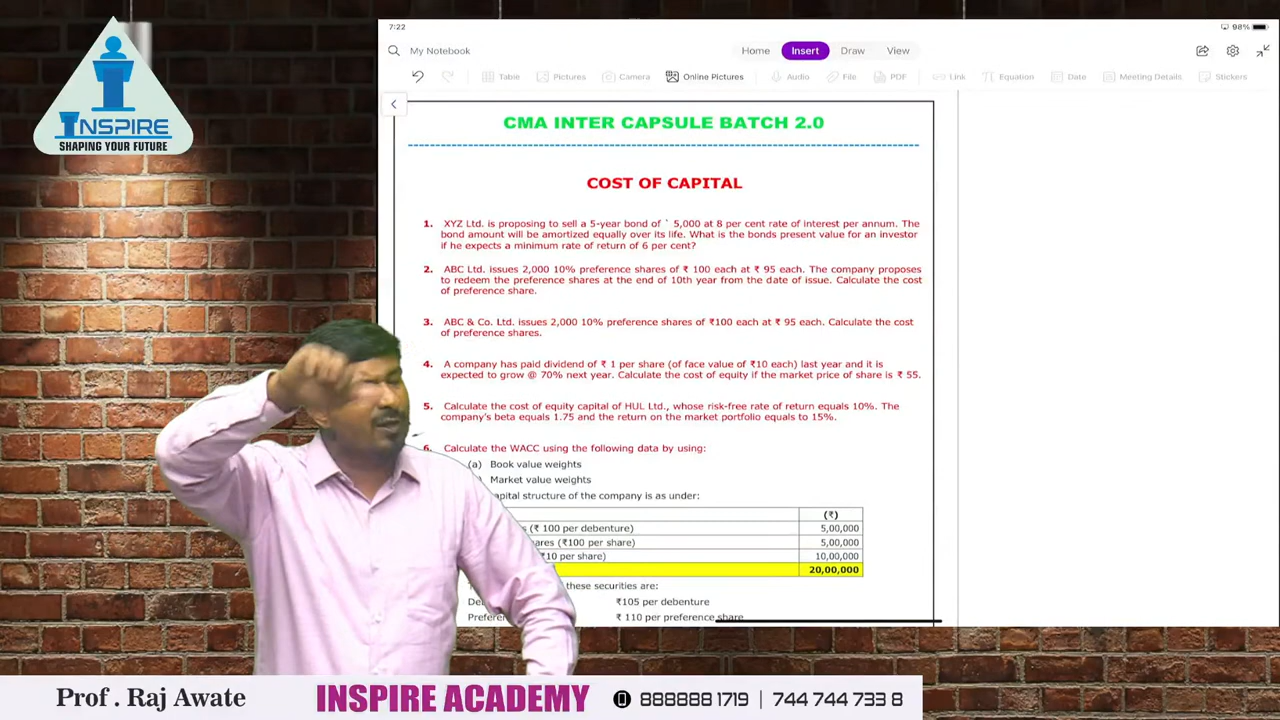 7:22
98%
My Notebook
Home Insert Draw View
Table Pictures Camera Online Pictures Audio File PDF Link Equation Date Meeting Details Stickers
INSPIRE
SHAPING YOUR FUTURE
CMA INTER CAPSULE BATCH 2.0
COST OF CAPITAL
1. XYZ Ltd. is proposing to sell a 5-year bond of ` 5,000 at 8 per cent rate of interest per annum. The
bond amount will be amortized equally over its life. What is the bonds present value for an investor
if he expects a minimum rate of return of 6 per cent?
2. ABC Ltd. issues 2,000 10% preference shares of ₹ 100 each at ₹ 95 each. The company proposes
to redeem the preference shares at the end of 10th year from the date of issue. Calculate the cost
of preference share.
3. ABC & Co. Ltd. issues 2,000 10% preference shares of ₹100 each at ₹ 95 each. Calculate the cost
of preference shares.
4. A company has paid dividend of ₹ 1 per share (of face value of ₹10 each) last year and it is
expected to grow @ 70% next year. Calculate the cost of equity if the market price of share is ₹ 55.
5. Calculate the cost of equity capital of HUL Ltd., whose risk-free rate of return equals 10%. The
company's beta equals 1.75 and the return on the market portfolio equals to 15%.
6. Calculate the WACC using the following data by using:
(a) Book value weights
) Market value weights
capital structure of the company is as under:
(₹)
(₹ 100 per debenture) 5,00,000
(₹100 per share) 5,00,000
₹10 per share) 10,00,000
20,00,000
these securities are:
₹105 per debenture
₹ 110 per preference share
Prof . Raj Awate INSPIRE ACADEMY 888888 1719 | 744 744 733 8